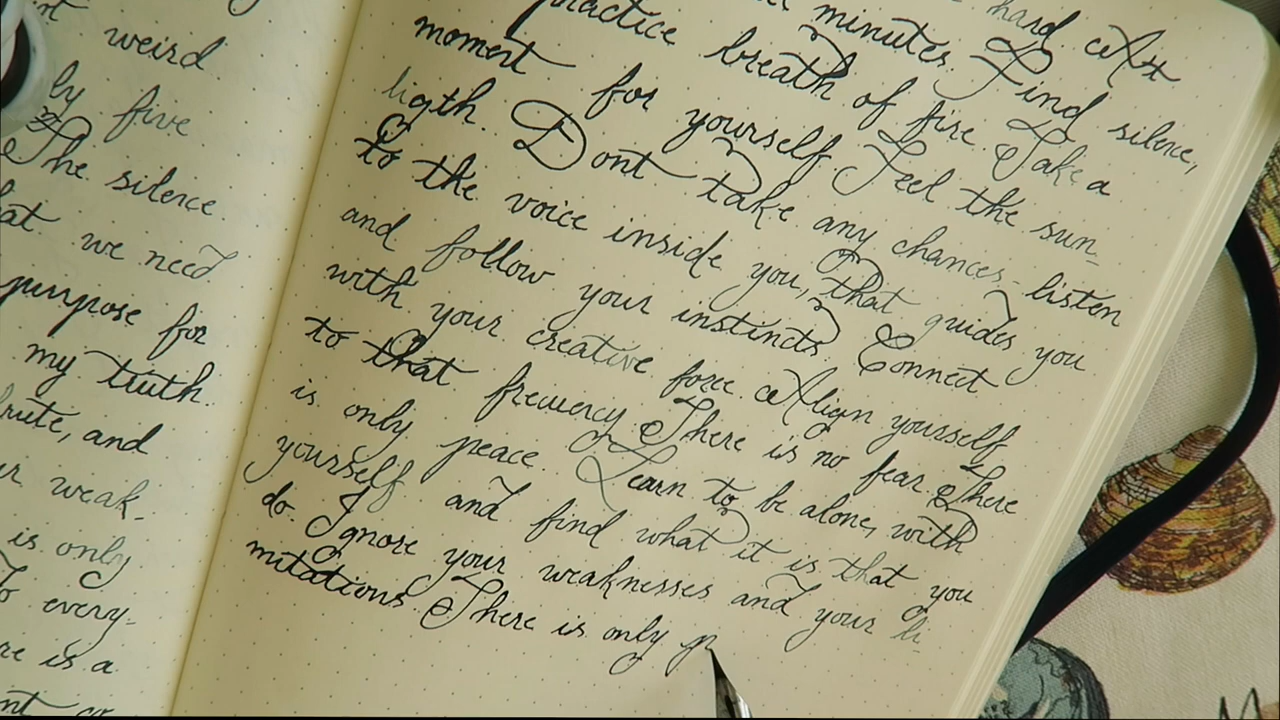 weird
ly five
The silence
we need
purpose for
my truth.
and
weak-
is only
To every-
is a
hard
minutes. Find silence,
practice breath of fire. Take a
moment for yourself. Feel the sun-
ligth. Dont take any chances - listen
to the voice inside you, that guides you
and follow your instincts. Connect
with your creative force. Align yourself
to that frecuency. There is no fear. There
is only peace. Learn to be alone, with
yourself and find what it is that you
do. Ignore your weaknesses and your li-
mitations. There is only p